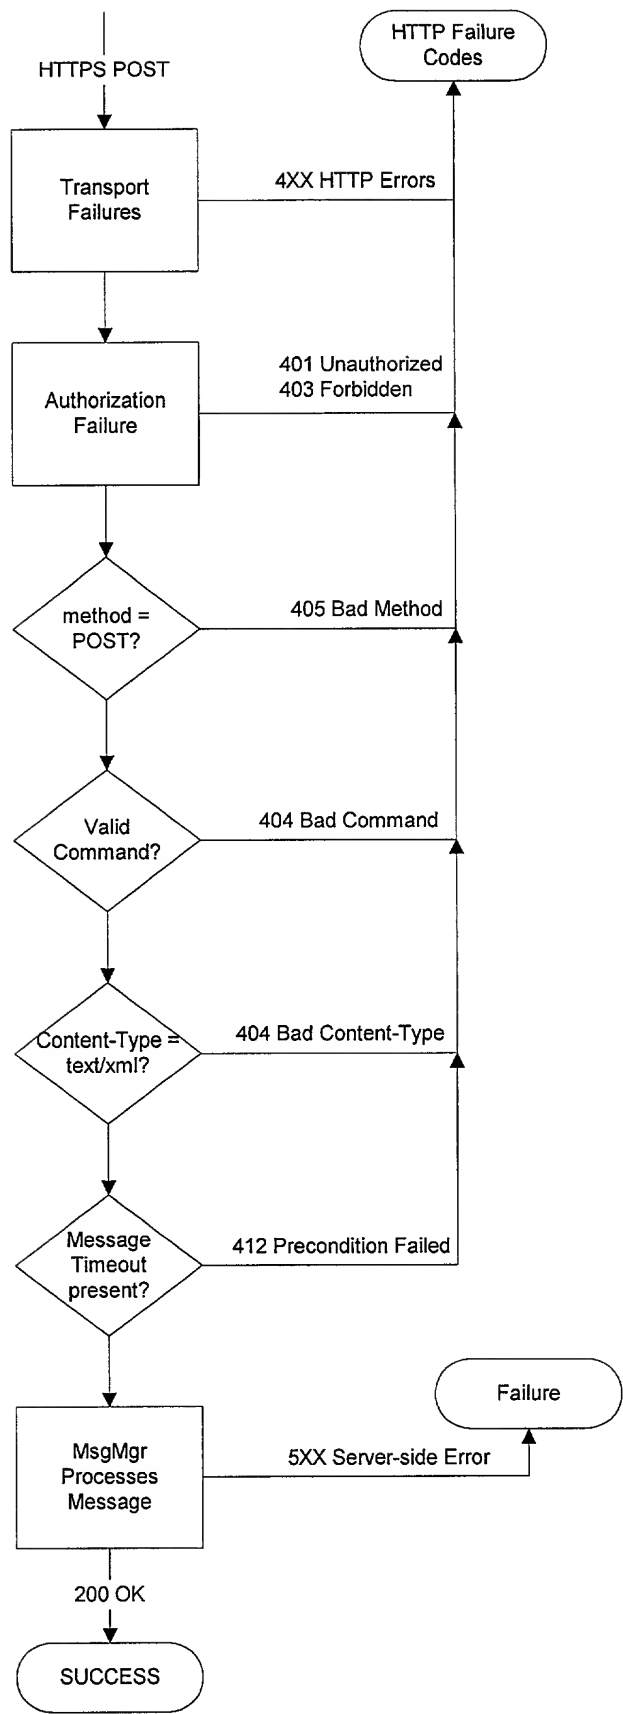 HTTP Failure
Codes
HTTPS POST
Transport
Failures
4XX HTTP Errors
Authorization
Failure
401 Unauthorized
403 Forbidden
method =
POST?
405 Bad Method
Valid
Command?
404 Bad Command
Content-Type =
text/xml?
404 Bad Content-Type
Message
Timeout
present?
412 Precondition Failed
Failure
MsgMgr
Processes
Message
5XX Server-side Error
200 OK
SUCCESS